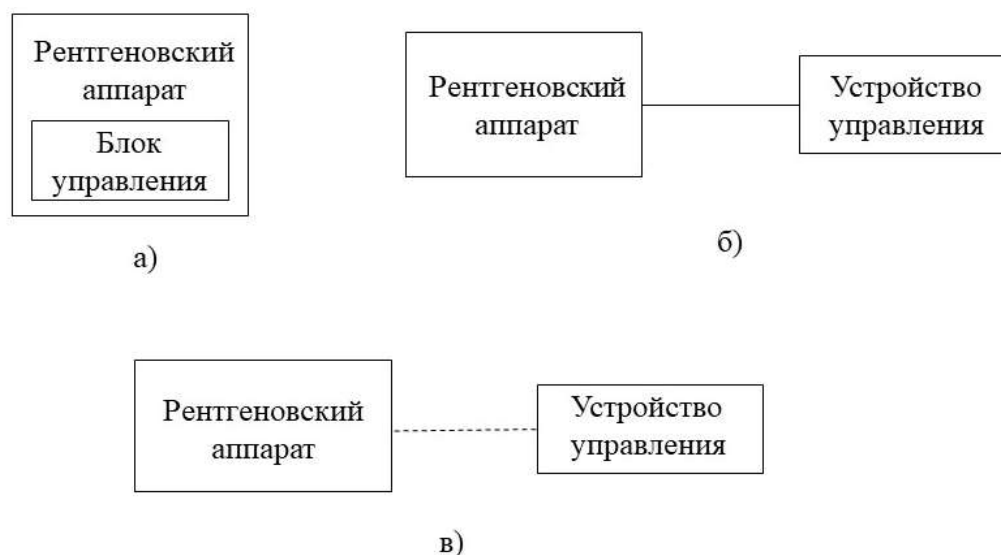 Рентгеновский
аппарат
Блок
управления
а)
Рентгеновский
аппарат
Устройство
управления
б)
Рентгеновский
аппарат
Устройство
управления
в)